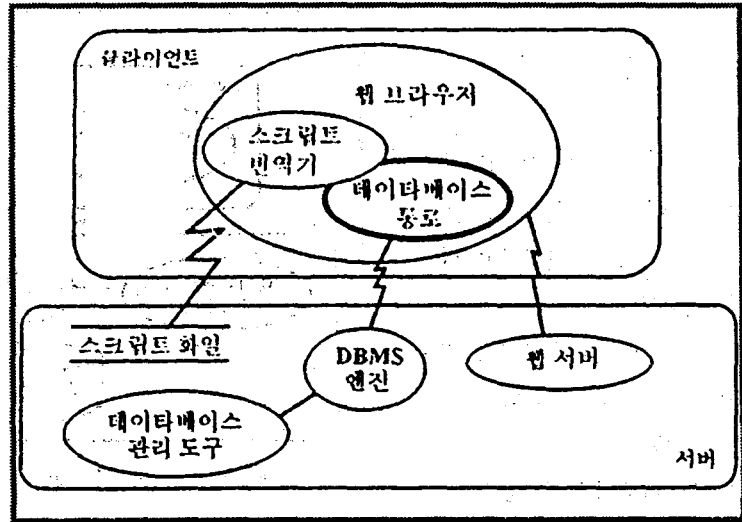 클라이언트
웹 브라우저
스크립트
번역기
데이타베이스
통로
스크립트 화일
DBMS
엔진
웹 서버
데이타베이스
관리 도구
서버